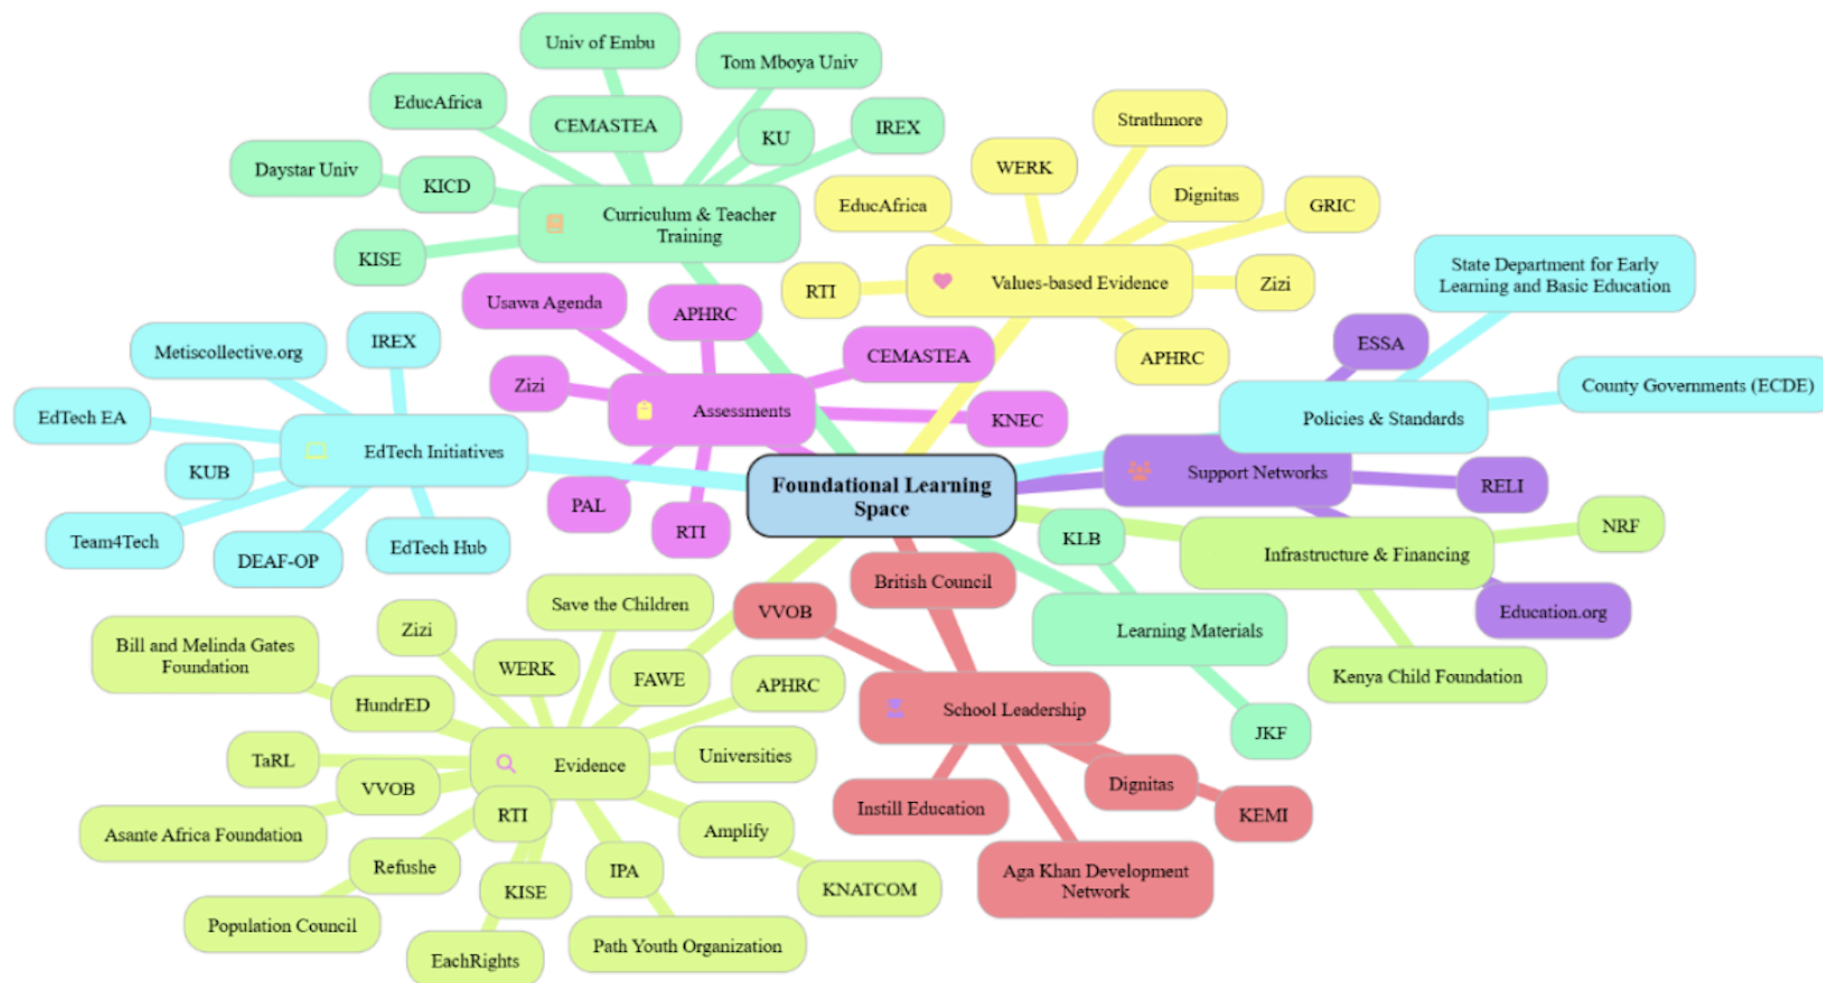 Univ of Embu
Tom Mboya Univ
EducAfrica
CEMASTEA
KU
IREX
Daystar Univ
KICD
Curriculum & Teacher
Training
KISE
Strathmore
WERK
Dignitas
EducAfrica
GRIC
RTI
Values-based Evidence
Zizi
APHRC
State Department for Early
Learning and Basic Education
ESSA
County Governments (ECDE)
Policies & Standards
Support Networks
RELI
Education.org
Usawa Agenda
APHRC
CEMASTEA
Zizi
Assessments
KNEC
PAL
RTI
Metiscollective.org
IREX
EdTech EA
EdTech Initiatives
KUB
Team4Tech
DEAF-OP
EdTech Hub
Foundational Learning
Space
NRF
Infrastructure & Financing
Kenya Child Foundation
KLB
Learning Materials
JKF
British Council
VVOB
School Leadership
Instill Education
Dignitas
KEMI
Aga Khan Development
Network
Save the Children
Zizi
Bill and Melinda Gates
Foundation
WERK
FAWE
APHRC
HundrED
TaRL
Evidence
Universities
VVOB
RTI
Asante Africa Foundation
Amplify
Refushe
IPA
KISE
KNATCOM
Population Council
Path Youth Organization
EachRights